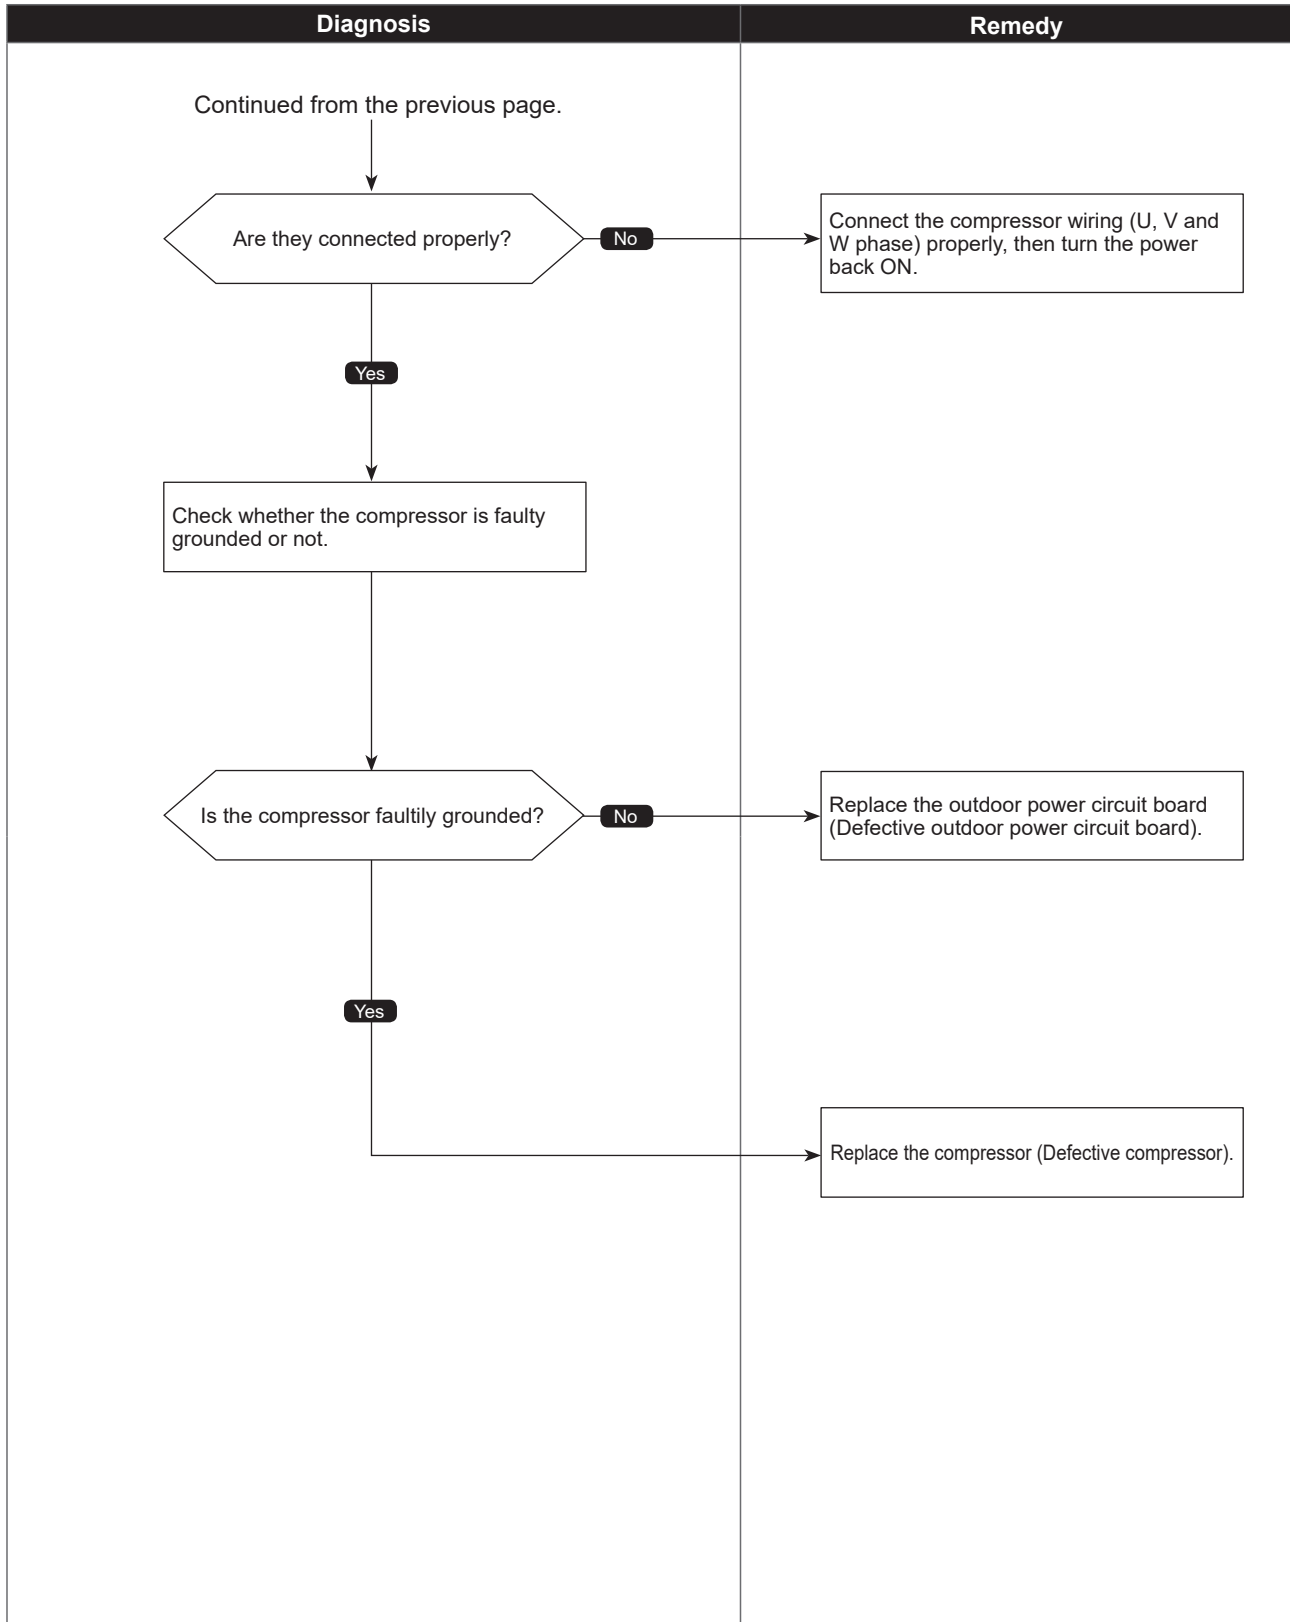 Diagnosis
Remedy
Continued from the previous page.
Are they connected properly?
No
Connect the compressor wiring (U, V and
W phase) properly, then turn the power
back ON.
Yes
Check whether the compressor is faulty
grounded or not.
Is the compressor faultily grounded?
No
Replace the outdoor power circuit board
(Defective outdoor power circuit board).
Yes
Replace the compressor (Defective compressor).